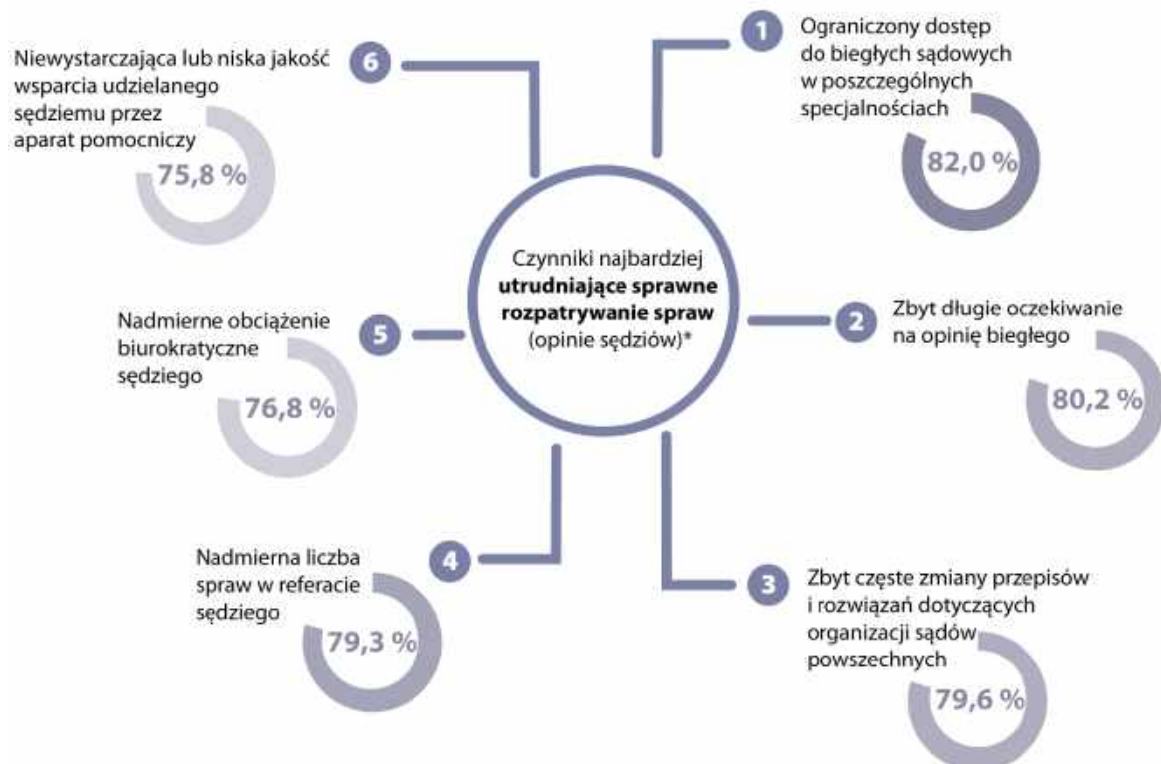 Czynniki najbardziej
utrudniające sprawne
rozpatrywanie spraw
(opinie sędziów)*
1
Ograniczony dostęp
do biegłych sądowych
w poszczególnych
specjalnościach
82,0 %
2
Zbyt długie oczekiwanie
na opinię biegłego
80,2 %
3
Zbyt częste zmiany przepisów
i rozwiązań dotyczących
organizacji sądów
powszechnych
79,6 %
4
Nadmierna liczba
spraw w referacie
sędziego
79,3 %
5
Nadmierne obciążenie
biurokratyczne
sędziego
76,8 %
6
Niewystarczająca lub niska jakość
wsparcia udzielanego
sędziemu przez
aparat pomocniczy
75,8 %